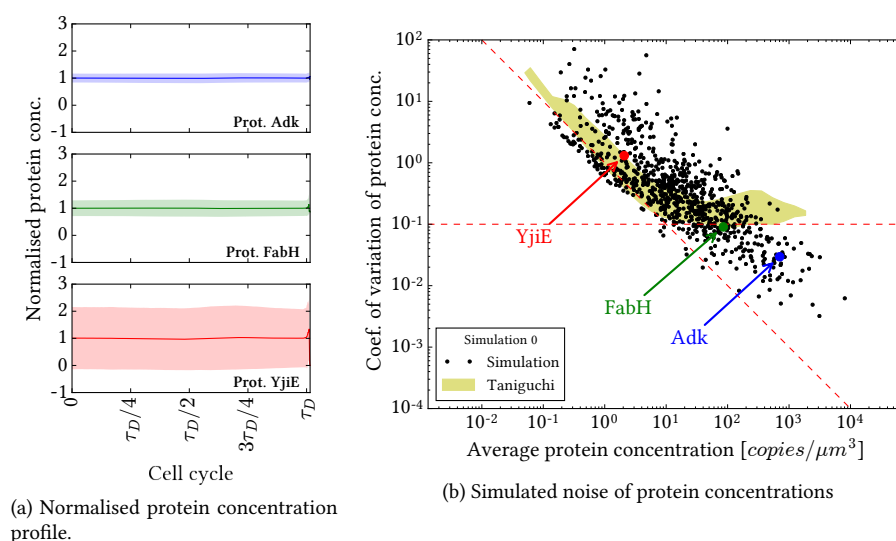 Normalised protein conc.
3
2
1
0
-1
Prot. Adk
3
2
1
0
-1
Prot. FabH
3
2
1
0
-1
Prot. YjiE
0
τ_D/4
τ_D/2
3τ_D/4
τ_D
Cell cycle
(a) Normalised protein concentration
profile.
Coef. of variation of protein conc.
10^2
10^1
10^0
10^-1
10^-2
10^-3
10^-4
YjiE
FabH
Adk
Simulation 0
Simulation
Taniguchi
10^-2 10^-1 10^0 10^1 10^2 10^3 10^4
Average protein concentration [copies/μm^3]
(b) Simulated noise of protein concentrations